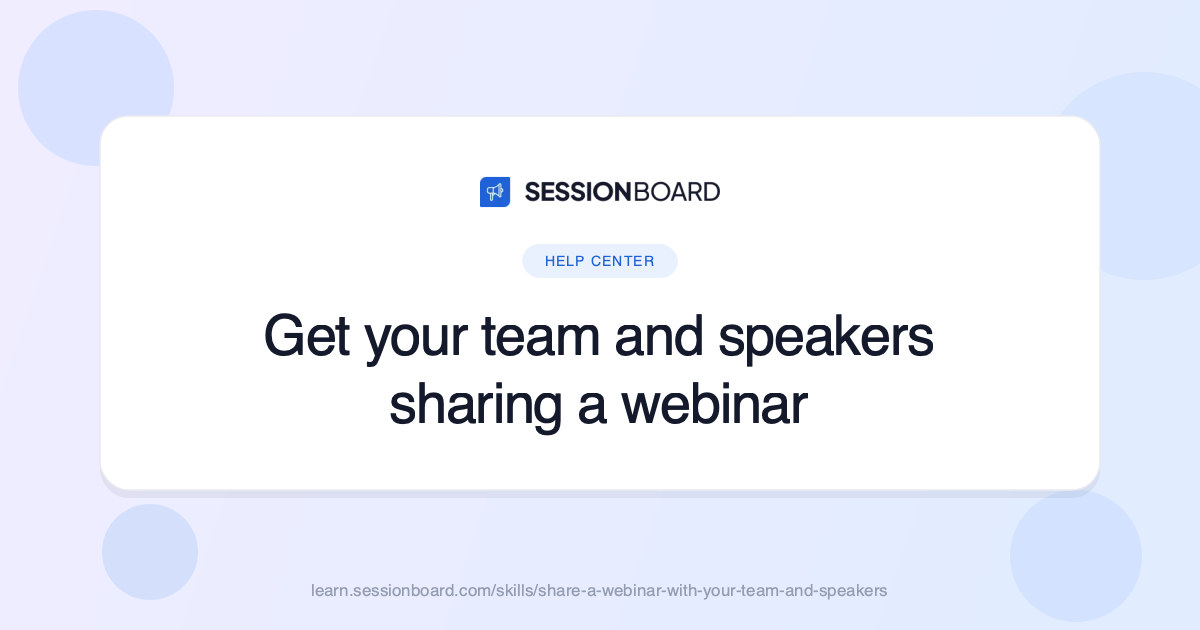 SESSIONBOARD
HELP CENTER
Get your team and speakers
sharing a webinar
learn.sessionboard.com/skills/share-a-webinar-with-your-team-and-speakers